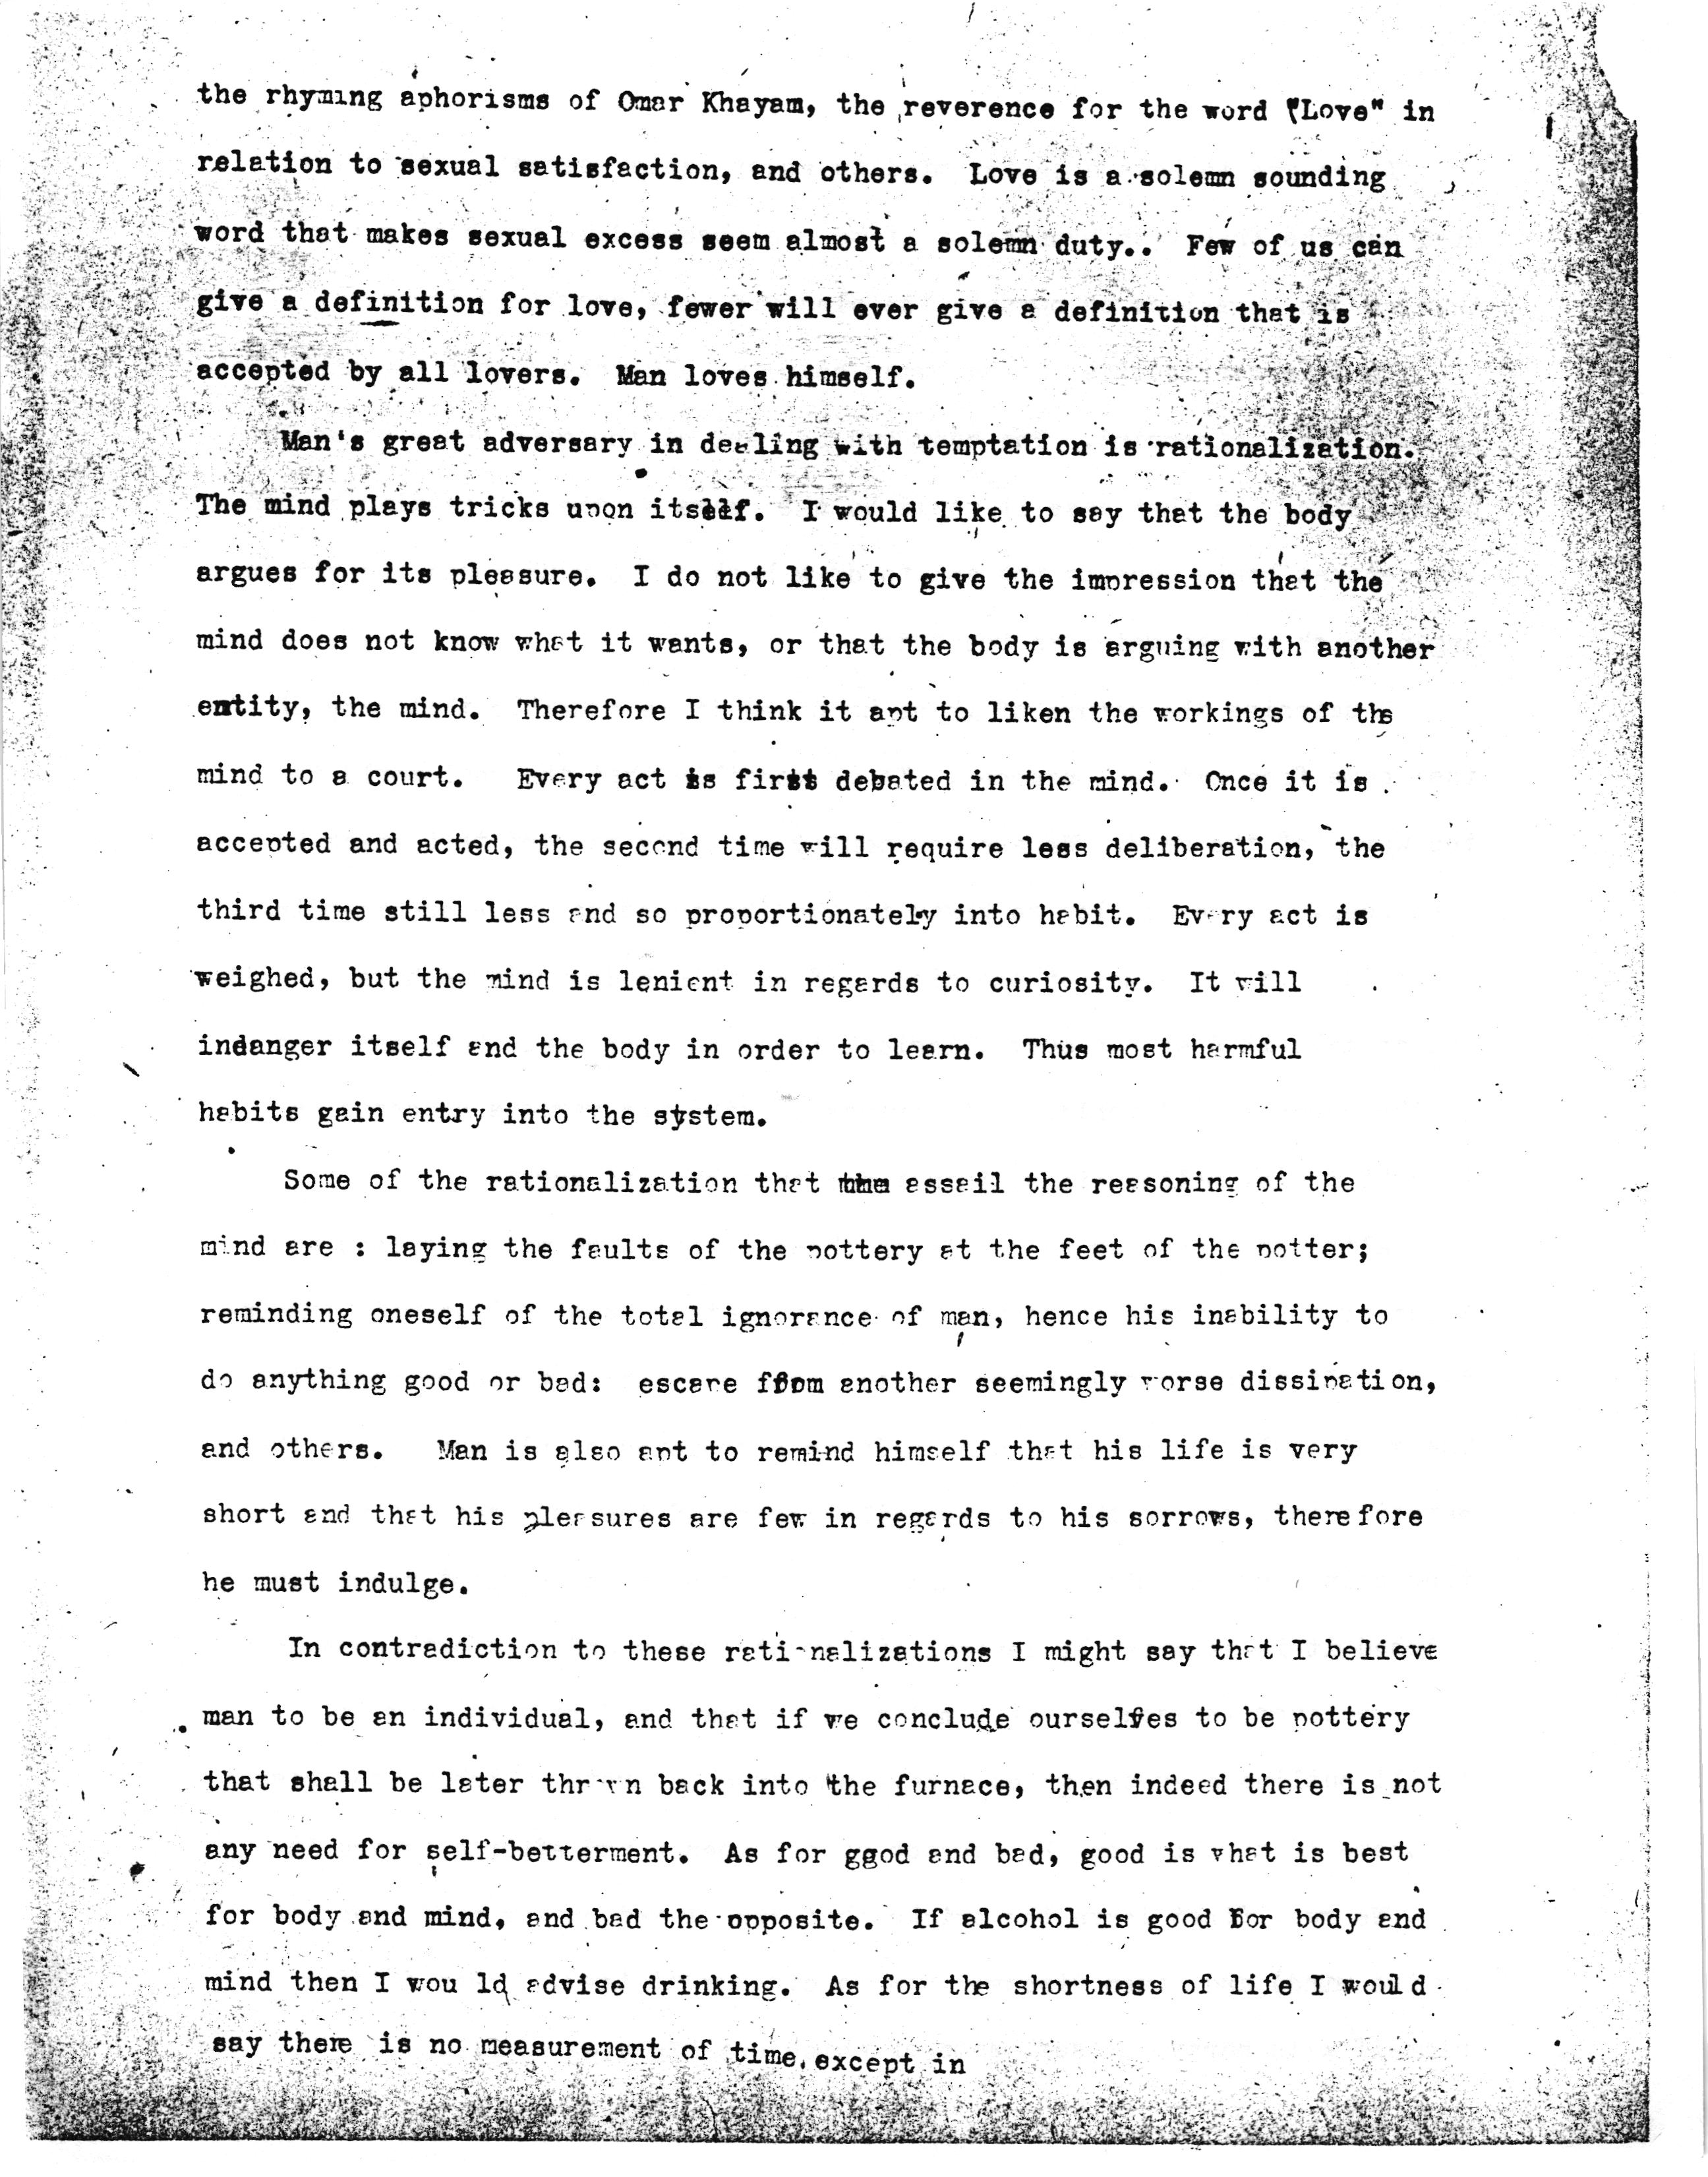 the rhyming aphorisms of Omar Khayam, the reverence for the word "Love" in
relation to sexual satisfaction, and others. Love is a solemn sounding
word that makes sexual excess seem almost a solemn duty.. Few of us can
give a definition for love, fewer will ever give a definition that is
accepted by all lovers. Man loves himself.
Man's great adversary in dealing with temptation is rationalization.
The mind plays tricks upon itself. I would like to say that the body
argues for its pleasure. I do not like to give the impression that the
mind does not know what it wants, or that the body is arguing with another
entity, the mind. Therefore I think it apt to liken the workings of the
mind to a court. Every act is first debated in the mind. Once it is
accepted and acted, the second time will require less deliberation, the
third time still less and so proportionately into habit. Every act is
weighed, but the mind is lenient in regards to curiosity. It will
indanger itself and the body in order to learn. Thus most harmful
habits gain entry into the system.
Some of the rationalization that assail the reasoning of the
mind are : laying the faults of the pottery at the feet of the potter;
reminding oneself of the total ignorance of man, hence his inability to
do anything good or bad: escape from another seemingly worse dissipation,
and others. Man is also apt to remind himself that his life is very
short and that his pleasures are few in regards to his sorrows, therefore
he must indulge.
In contradiction to these rationalizations I might say that I believe
man to be an individual, and that if we conclude ourselves to be pottery
that shall be later thrown back into the furnace, then indeed there is not
any need for self-betterment. As for ggod and bad, good is what is best
for body and mind, and bad the opposite. If alcohol is good for body and
mind then I wou ld advise drinking. As for the shortness of life I would
say there is no measurement of time, except in